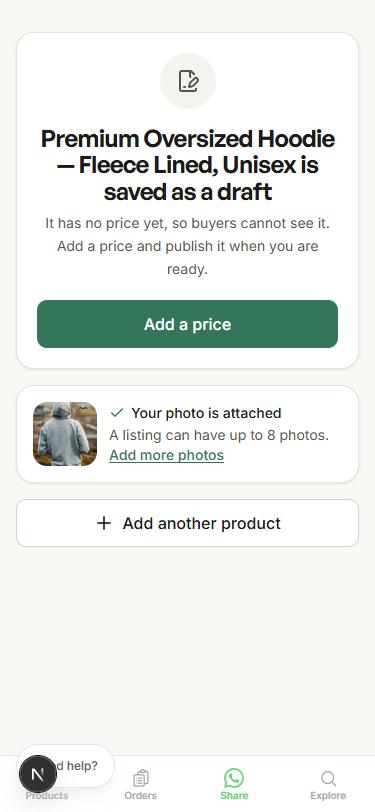 Premium Oversized Hoodie
— Fleece Lined, Unisex is
saved as a draft
It has no price yet, so buyers cannot see it.
Add a price and publish it when you are
ready.
Add a price
Your photo is attached
A listing can have up to 8 photos.
Add more photos
Add another product
help?
N
Products
Orders
Share
Explore